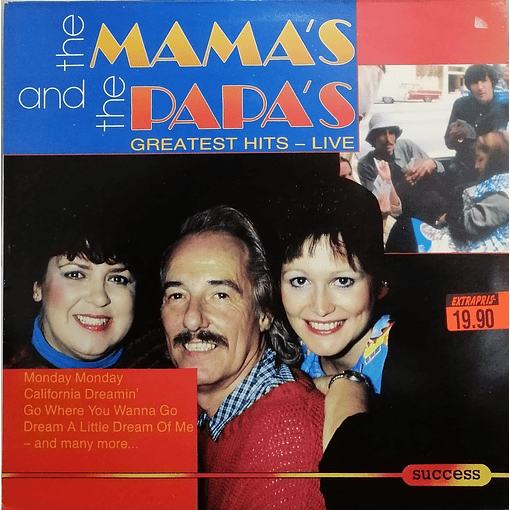 the MAMA'S
and the PAPA'S
GREATEST HITS – LIVE
EXTRAPRIS
19.90
Monday Monday
California Dreamin'
Go Where You Wanna Go
Dream A Little Dream Of Me
– and many more...
success